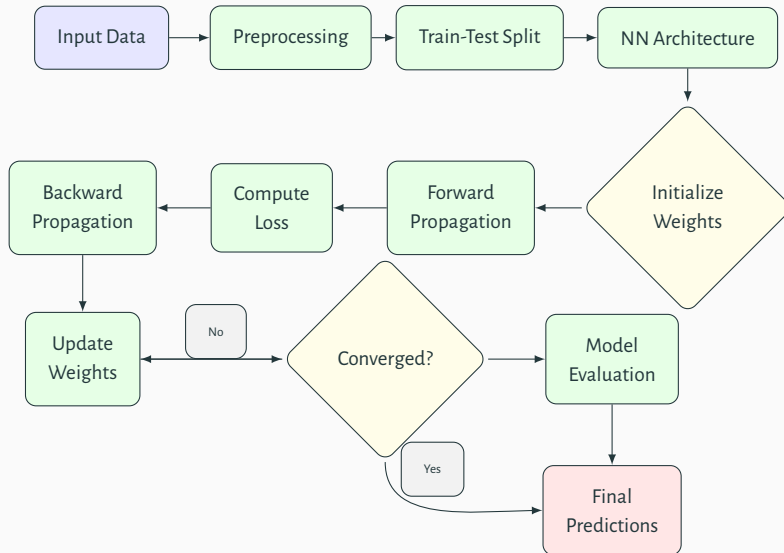 Input Data
Preprocessing
Train-Test Split
NN Architecture
Backward
Propagation
Compute
Loss
Forward
Propagation
Initialize
Weights
Update
Weights
No
Converged?
Model
Evaluation
Yes
Final
Predictions